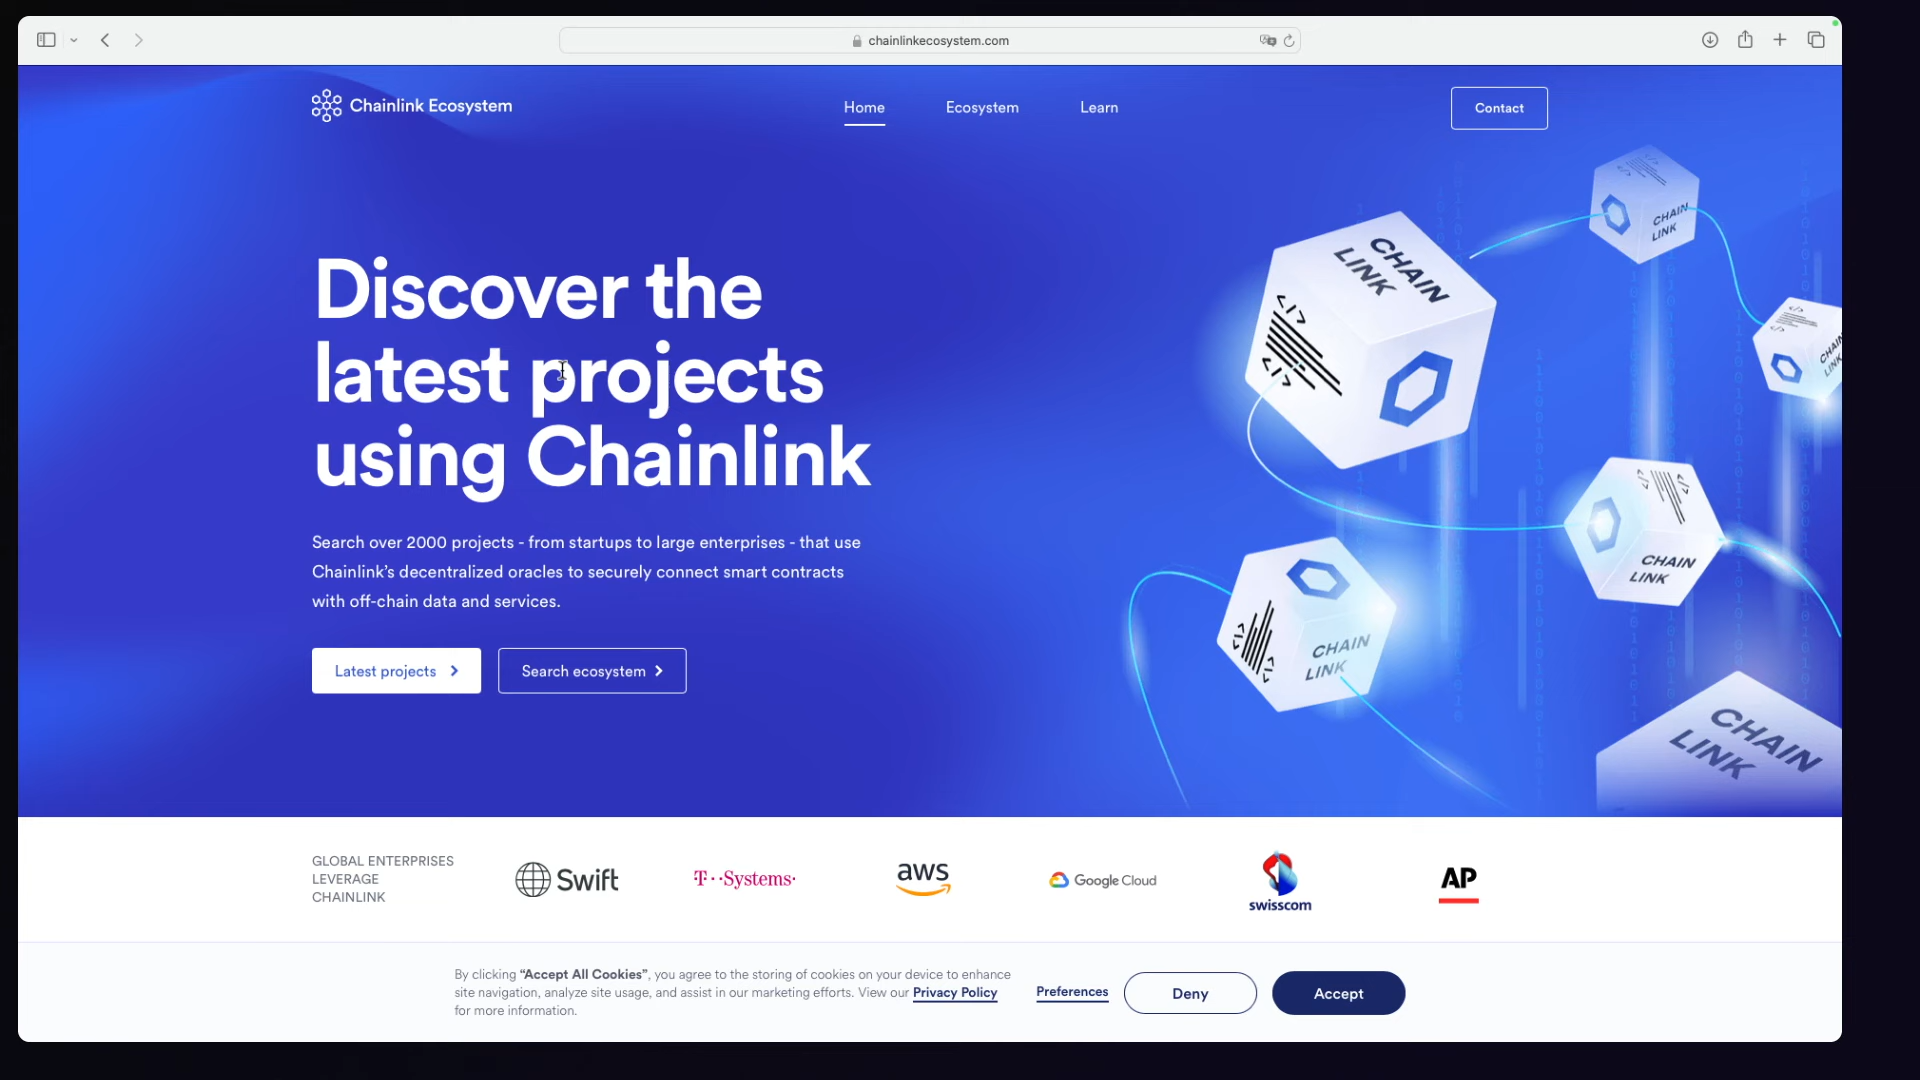 chainlinkecosystem.com
Chainlink Ecosystem
Home
Ecosystem
Learn
Contact
Discover the
latest projects
using Chainlink
Search over 2000 projects - from startups to large enterprises - that use
Chainlink’s decentralized oracles to securely connect smart contracts
with off-chain data and services.
Latest projects
Search ecosystem
CHAIN
LINK
CHAIN
LINK
CHAIN
LINK
CHAIN
LINK
CHAIN
LINK
CHAIN
LINK
GLOBAL ENTERPRISES
LEVERAGE
CHAINLINK
Swift
T··Systems·
aws
Google Cloud
swisscom
AP
By clicking “Accept All Cookies”, you agree to the storing of cookies on your device to enhance
site navigation, analyze site usage, and assist in our marketing efforts. View our Privacy Policy
for more information.
Preferences
Deny
Accept